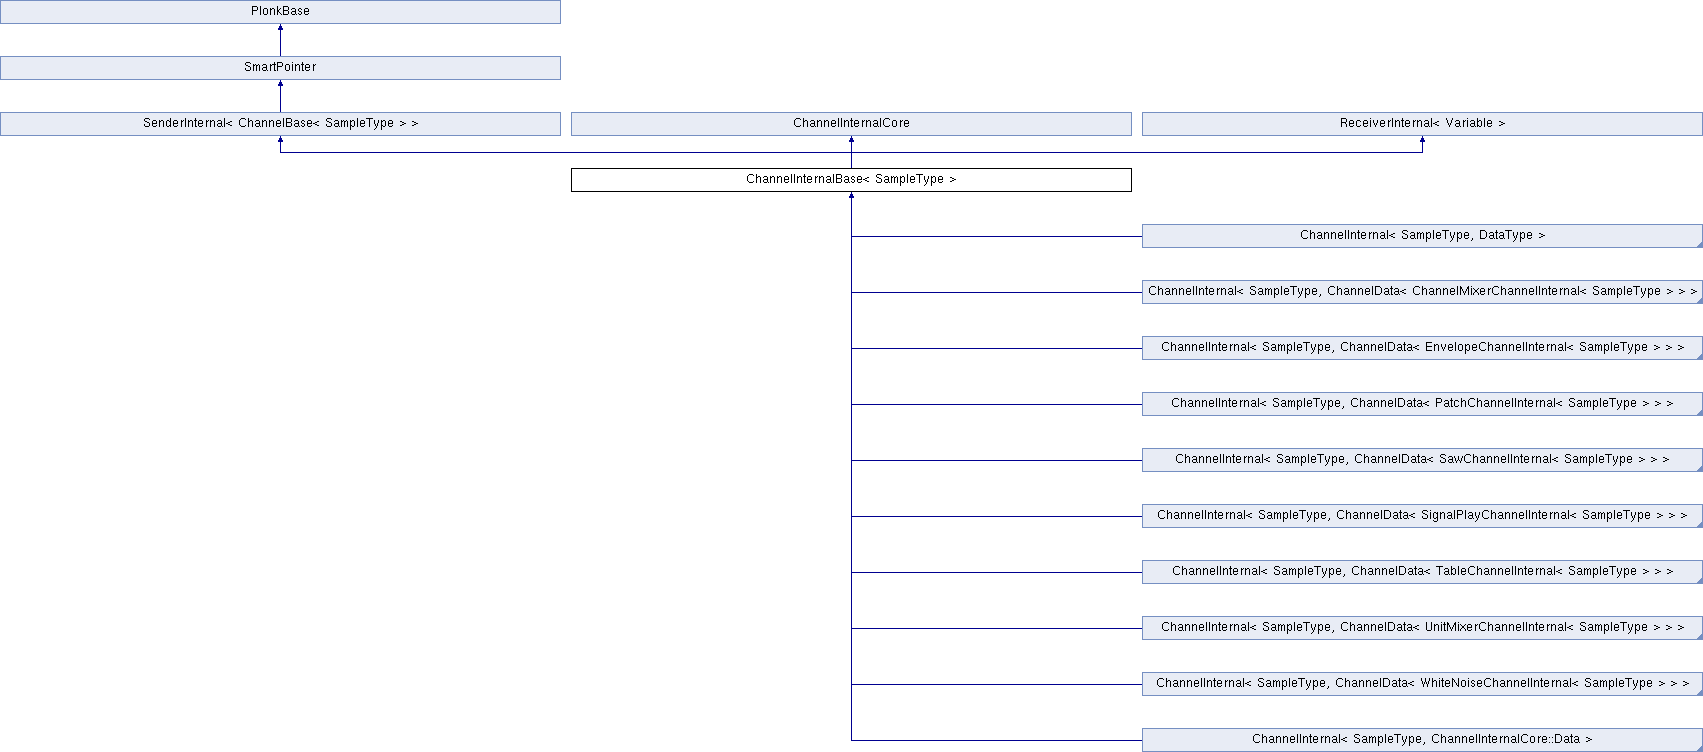 PlonkBase
SmartPointer
SenderInternal< ChannelBase< SampleType > >
ChannelInternalCore
ReceiverInternal< Variable >
ChannelInternalBase< SampleType >
ChannelInternal< SampleType, DataType >
ChannelInternal< SampleType, ChannelData< ChannelMixerChannelInternal< SampleType > > >
ChannelInternal< SampleType, ChannelData< EnvelopeChannelInternal< SampleType > > >
ChannelInternal< SampleType, ChannelData< PatchChannelInternal< SampleType > > >
ChannelInternal< SampleType, ChannelData< SawChannelInternal< SampleType > > >
ChannelInternal< SampleType, ChannelData< SignalPlayChannelInternal< SampleType > > >
ChannelInternal< SampleType, ChannelData< TableChannelInternal< SampleType > > >
ChannelInternal< SampleType, ChannelData< UnitMixerChannelInternal< SampleType > > >
ChannelInternal< SampleType, ChannelData< WhiteNoiseChannelInternal< SampleType > > >
ChannelInternal< SampleType, ChannelInternalCore::Data >